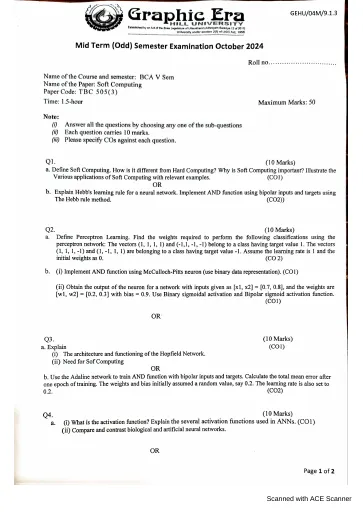 GEHU/04M/9.1.3
Graphic Era
HILL UNIVERSITY
Mid Term (Odd) Semester Examination October 2024
Roll no..............................
Name of the Course and semester: BCA V Sem
Name of the Paper: Soft Computing
Paper Code: TBC 505(3)
Time: 1.5-hour Maximum Marks: 50
Note:
(i) Answer all the questions by choosing any one of the sub-questions
(ii) Each question carries 10 marks.
(iii) Please specify COs against each question.
Q1. (10 Marks)
a. Define Soft Computing. How is it different from Hard Computing? Why is Soft Computing important? Illustrate the
Various applications of Soft Computing with relevant examples. (CO1)
OR
b. Explain Hebb's learning rule for a neural network. Implement AND function using bipolar inputs and targets using
The Hebb rule method. (CO2))
Q2. (10 Marks)
a. Define Perceptron Learning. Find the weights required to perform the following classifications using the
perceptron network: The vectors (1, 1, 1, 1) and (-1,1, -1, -1) belong to a class having target value 1. The vectors
(1, 1, 1, -1) and (1, -1, 1, 1) are belonging to a class having target value -1. Assume the learning rate is 1 and the
initial weights as 0. (CO 2)
b. (i) Implement AND function using McCulloch-Pitts neuron (use binary data representation). (CO1)
(ii) Obtain the output of the neuron for a network with inputs given as [x1, x2] = [0.7, 0.8], and the weights are
[w1, w2] = [0.2, 0.3] with bias = 0.9. Use Binary sigmoidal activation and Bipolar sigmoid activation function.
(CO1)
OR
Q3. (10 Marks)
a. Explain (CO1)
(i) The architecture and functioning of the Hopfield Network.
(ii) Need for Sof Computing
OR
b. Use the Adaline network to train AND function with bipolar inputs and targets. Calculate the total mean error after
one epoch of training. The weights and bias initially assumed a random value, say 0.2. The learning rate is also set to
0.2. (CO2)
Q4. (10 Marks)
a. (i) What is the activation function? Explain the several activation functions used in ANNs. (CO1)
(ii) Compare and contrast biological and artificial neural networks.
OR
Page 1 of 2
Scanned with ACE Scanner